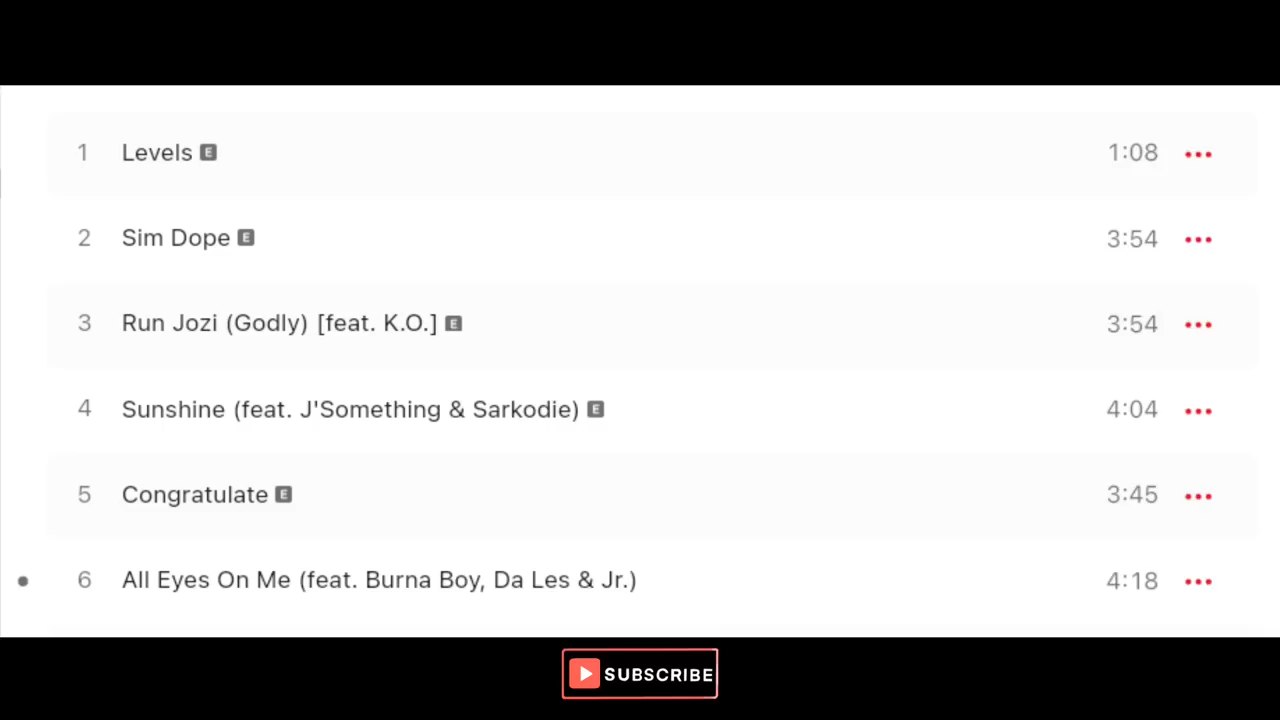 1 Levels E 1:08
2 Sim Dope E 3:54
3 Run Jozi (Godly) [feat. K.O.] E 3:54
4 Sunshine (feat. J'Something & Sarkodie) E 4:04
5 Congratulate E 3:45
6 All Eyes On Me (feat. Burna Boy, Da Les & Jr.) 4:18
SUBSCRIBE